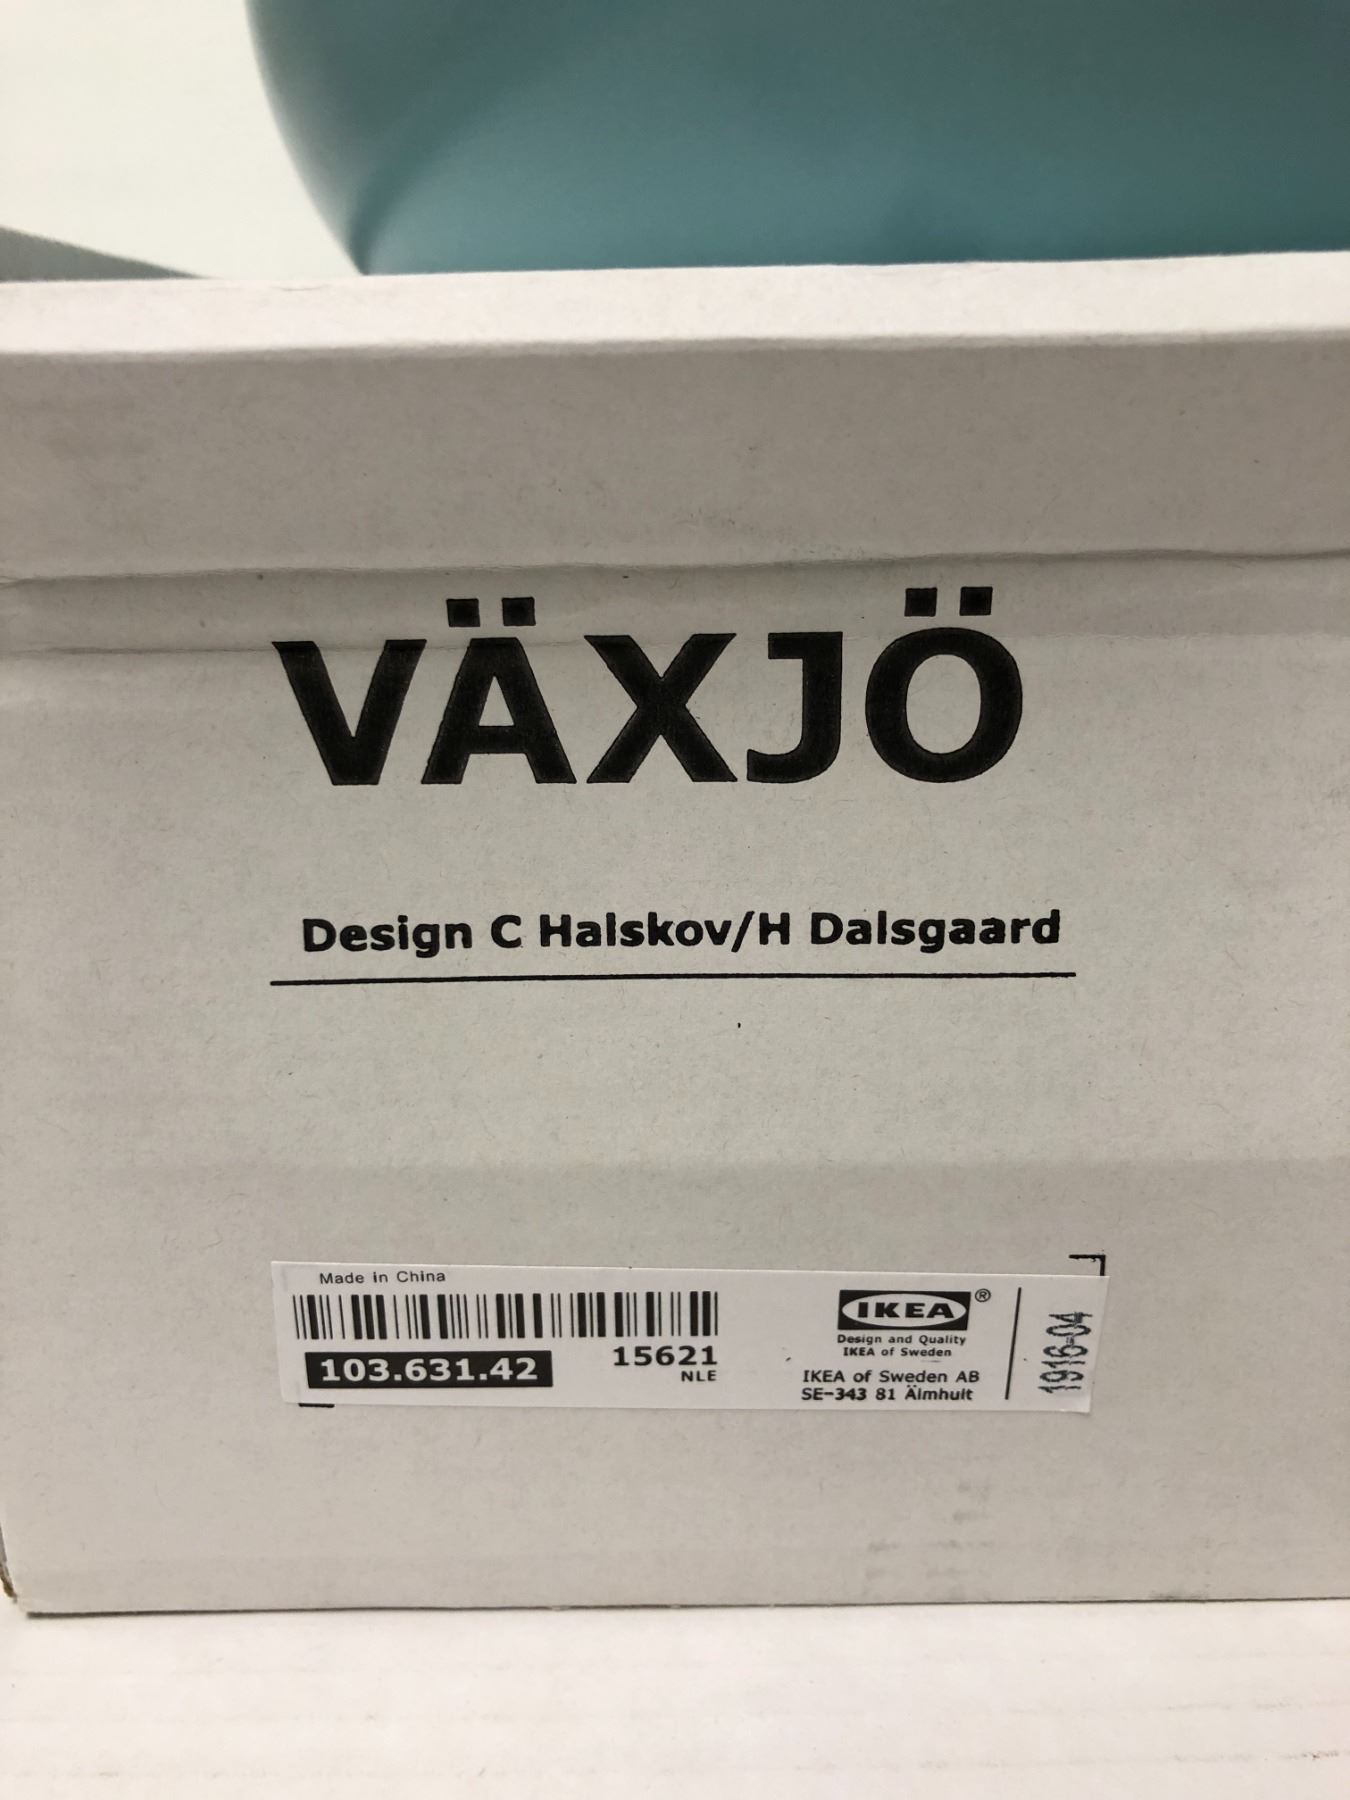 VÄXJÖ
Design C Halskov/H Dalsgaard
Made in China
103.631.42
15621
NLE
IKEA®
Design and Quality
IKEA of Sweden
IKEA of Sweden AB
SE-343 81 Älmhult
1916-04